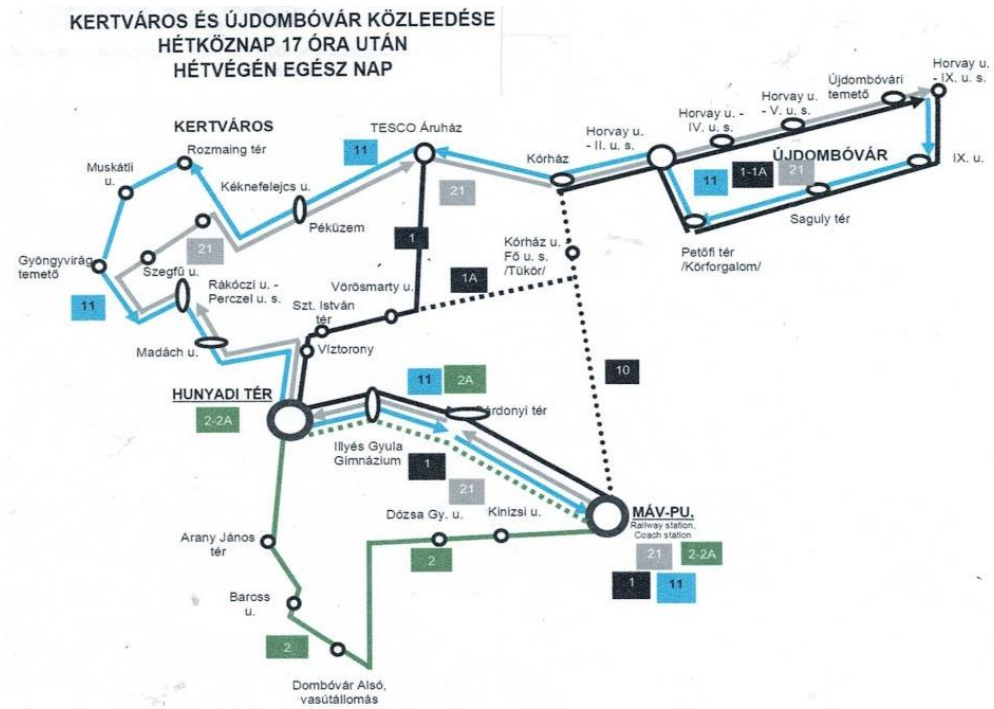 KERTVÁROS ÉS ÚJDOMBÓVÁR KÖZLEEDÉSE
HÉTKÖZNAP 17 ÓRA UTÁN
HÉTVÉGÉN EGÉSZ NAP
Horvay u.
- IX. u. s.
Újdombóvári
temető
Horvay u.
- V. u. s.
Horvay u. -
IV. u. s.
Horvay u.
- II. u. s.
KERTVÁROS
TESCO Áruház
Rozmaing tér
11
Kórház
ÚJDOMBÓVÁR
IX. u.
Muskátli
u.
Kéknefelejcs u.
21
11
1-1A
21
Saguly tér
Péküzem
Petőfi tér
/Körforgalom/
21
1
Kórház u.
Fő u. s.
/Tükör/
Gyöngyvirág
temető
Szegfű u.
Rákóczi u. -
Perczel u. s.
1A
Vörösmarty u.
11
Szt. István
tér
Madách u.
Víztorony
10
HUNYADI TÉR
2-2A
11
2A
Bárdonyi tér
Illyés Gyula
Gimnázium
1
21
Dózsa Gy. u.
Kinizsi u.
MÁV-PU.
Railway station,
Coach station
21
2-2A
1
11
Arany János
tér
2
Baross
u.
2
Dombóvár Alsó,
vasútállomás